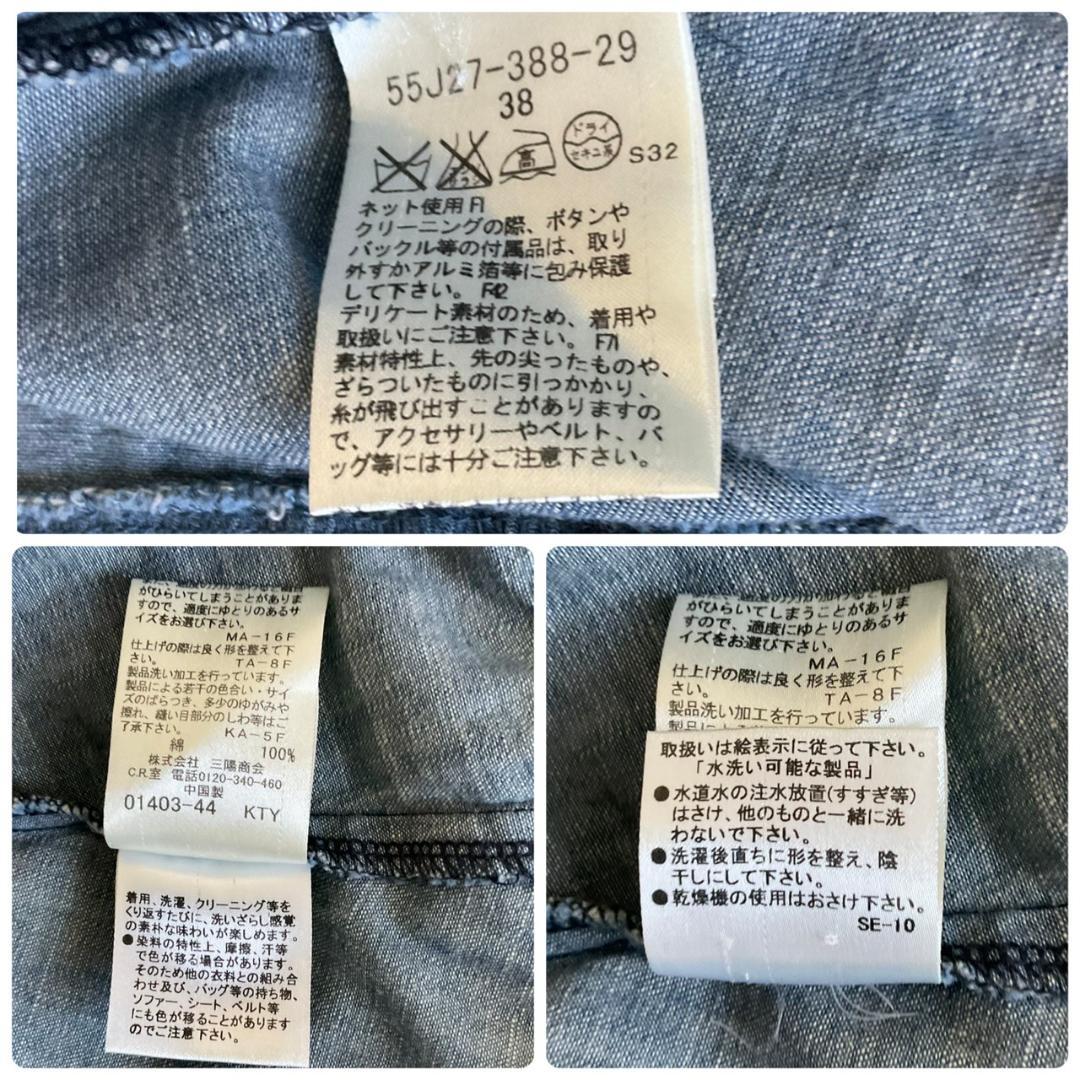 55J27-388-29
38
高 ドライ
セキユ系 S32
ネット使用 F1
クリーニングの際、ボタンや
バックル等の付属品は、取り
外すかアルミ箔等に包み保護
して下さい。 F42
デリケート素材のため、着用や
取扱いにご注意下さい。 F71
素材特性上、先の尖ったものや、
ざらついたものに引っかかり、
糸が飛び出すことがありますの
で、アクセサリーやベルト、バ
ッグ等には十分ご注意下さい。
がひらいてしまうことがありま
すので、適度にゆとりのあるサ
イズをお選び下さい。
MA-16F
仕上げの際は良く形を整えて下
さい。 TA-8F
製品洗い加工を行っています。
製品による若干の色合い・サイ
ズのばらつき、多少のゆがみや
擦れ、縫い目部分のしわ等はご
了承下さい。 KA-5F
綿 100%
株式会社 三陽商会
C.R.室 電話0120-340-460
中国製
01403-44 KTY
着用、洗濯、クリーニング等を
くり返すたびに、洗いざらし感覚
の素朴な味わいが楽しめます。
●染料の特性上、摩擦、汗等
で色が移る場合があります。
そのため他の衣料との組み合
わせ及び、バッグ等の持ち物、
ソファー、シート、ベルト等
にも色が移ることがあります
のでご注意下さい。
がひらいてしまうことがありま
すので、適度にゆとりのあるサ
イズをお選び下さい。
MA-16F
仕上げの際は良く形を整えて下
さい。 TA-8F
製品洗い加工を行っています。
取扱いは絵表示に従って下さい。
「水洗い可能な製品」
●水道水の注水放置(すすぎ等)
はさけ、他のものと一緒に洗
わないで下さい。
●洗濯後直ちに形を整え、陰
干しにして下さい。
●乾燥機の使用はおさけ下さい。
SE-10